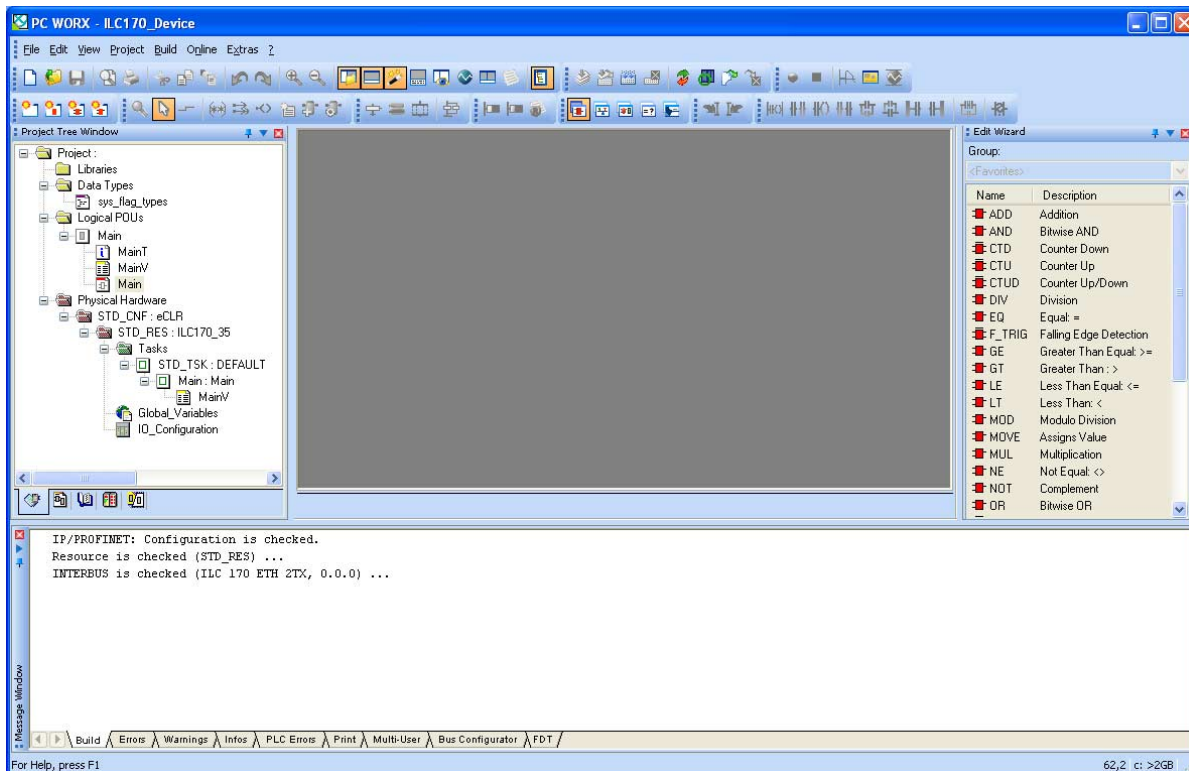 PC WORX - ILC170_Device
File Edit View Project Build Online Extras ?
Project Tree Window
Project :
Libraries
Data Types
sys_flag_types
Logical POUs
Main
MainT
MainV
Main
Physical Hardware
STD_CNF : eCLR
STD_RES : ILC170_35
Tasks
STD_TSK : DEFAULT
Main : Main
MainV
Global_Variables
IO_Configuration
Edit Wizard
Group:
<Favorites>
Name Description
ADD Addition
AND Bitwise AND
CTD Counter Down
CTU Counter Up
CTUD Counter Up/Down
DIV Division
EQ Equal: =
F_TRIG Falling Edge Detection
GE Greater Than Equal: >=
GT Greater Than : >
LE Less Than Equal: <=
LT Less Than: <
MOD Modulo Division
MOVE Assigns Value
MUL Multiplication
NE Not Equal: <>
NOT Complement
OR Bitwise OR
IP/PROFINET: Configuration is checked.
Resource is checked (STD_RES) ...
INTERBUS is checked (ILC 170 ETH 2TX, 0.0.0) ...
Message Window
Build Errors Warnings Infos PLC Errors Print Multi-User Bus Configurator FDT
For Help, press F1
62,2 c: >2GB